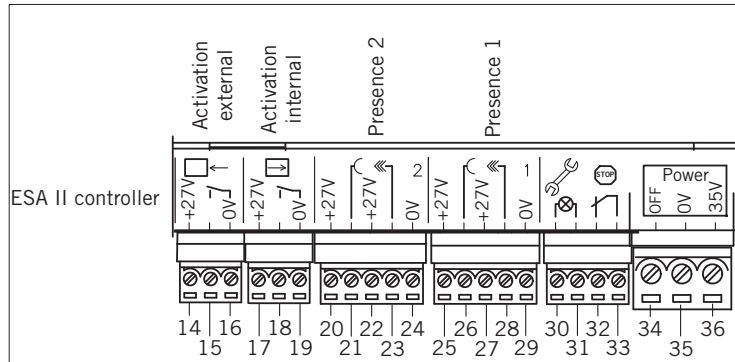 Activation external
Activation internal
Presence 2
Presence 1
ESA II controller
+27V 0V
+27V 0V
+27V +27V 2 0V
+27V +27V 1 0V
STOP
Power
OFF 0V 35V
14 16 18 20 22 24 26 28 30 32 34 36
15 17 19 21 23 25 27 29 31 33 35